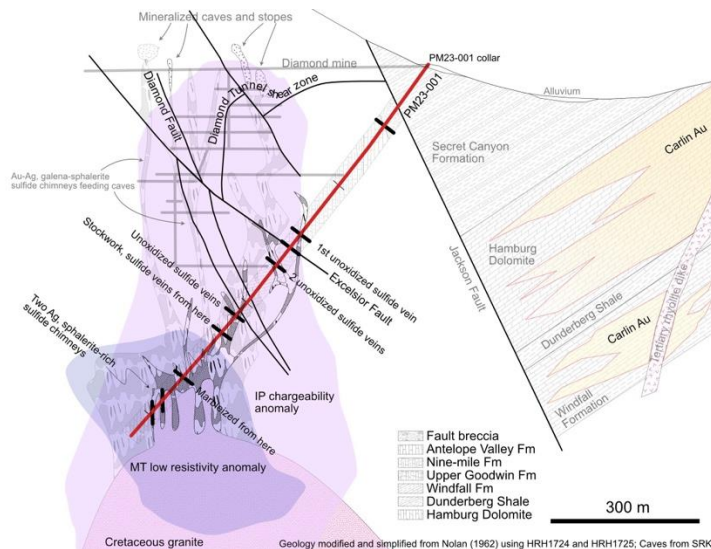 Mineralized caves and stopes
Diamond mine
PM23-001 collar
Alluvium
Diamond Fault
Diamond Tunnel shear zone
PM23-001
Carlin Au
Secret Canyon
Formation
Au-Ag, galena-sphalerite
sulfide chimneys feeding caves
Unoxidized sulfide veins
Stockwork, sulfide veins from here
1st unoxidized sulfide vein
Excelsior Fault
2 unoxidized sulfide veins
Jackson Fault
Hamburg
Dolomite
Dunderberg Shale
Carlin Au
Tertiary rhyolite dike
Windfall
Formation
Two Ag, sphalerite-rich
sulfide chimneys
Marbleized from here
IP chargeability
anomaly
MT low resistivity anomaly
Cretaceous granite
Fault breccia
Antelope Valley Fm
Nine-mile Fm
Upper Goodwin Fm
Windfall Fm
Dunderberg Shale
Hamburg Dolomite
300 m
Geology modified and simplified from Nolan (1962) using HRH1724 and HRH1725; Caves from SRK